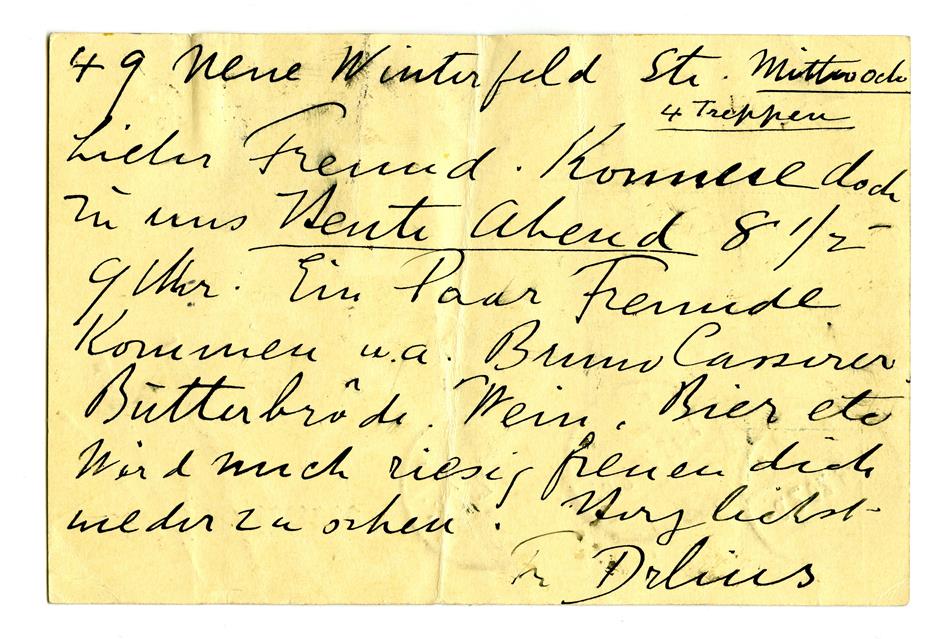 49 Neue Winterfeld Str. Mittwoch
4 Treppen
Lieber Freund. Komme doch
zu uns Heute Abend 8 1/2
9 Uhr. Ein Paar Freunde
Kommen u.a. Bruno Cassirer
Butterbröde. Wein, Bier etc
Wird mich riesig freuen dich
wieder zu sehen! Herzlichst
Fr Delius